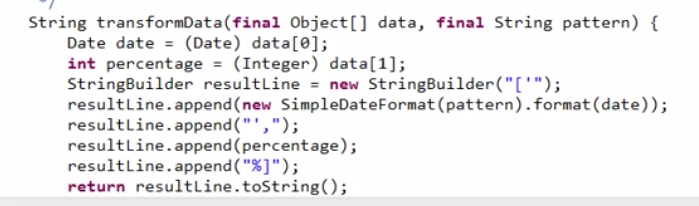 */
String transformData(final Object[] data, final String pattern) {
    Date date = (Date) data[0];
    int percentage = (Integer) data[1];
    StringBuilder resultLine = new StringBuilder("['");
    resultLine.append(new SimpleDateFormat(pattern).format(date));
    resultLine.append("',");
    resultLine.append(percentage);
    resultLine.append("%]");
    return resultLine.toString();